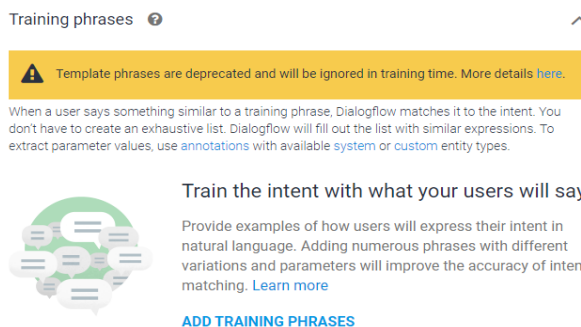 Training phrases
Template phrases are deprecated and will be ignored in training time. More details here.
When a user says something similar to a training phrase, Dialogflow matches it to the intent. You
don't have to create an exhaustive list. Dialogflow will fill out the list with similar expressions. To
extract parameter values, use annotations with available system or custom entity types.
Train the intent with what your users will say
Provide examples of how users will express their intent in
natural language. Adding numerous phrases with different
variations and parameters will improve the accuracy of inten
matching. Learn more
ADD TRAINING PHRASES